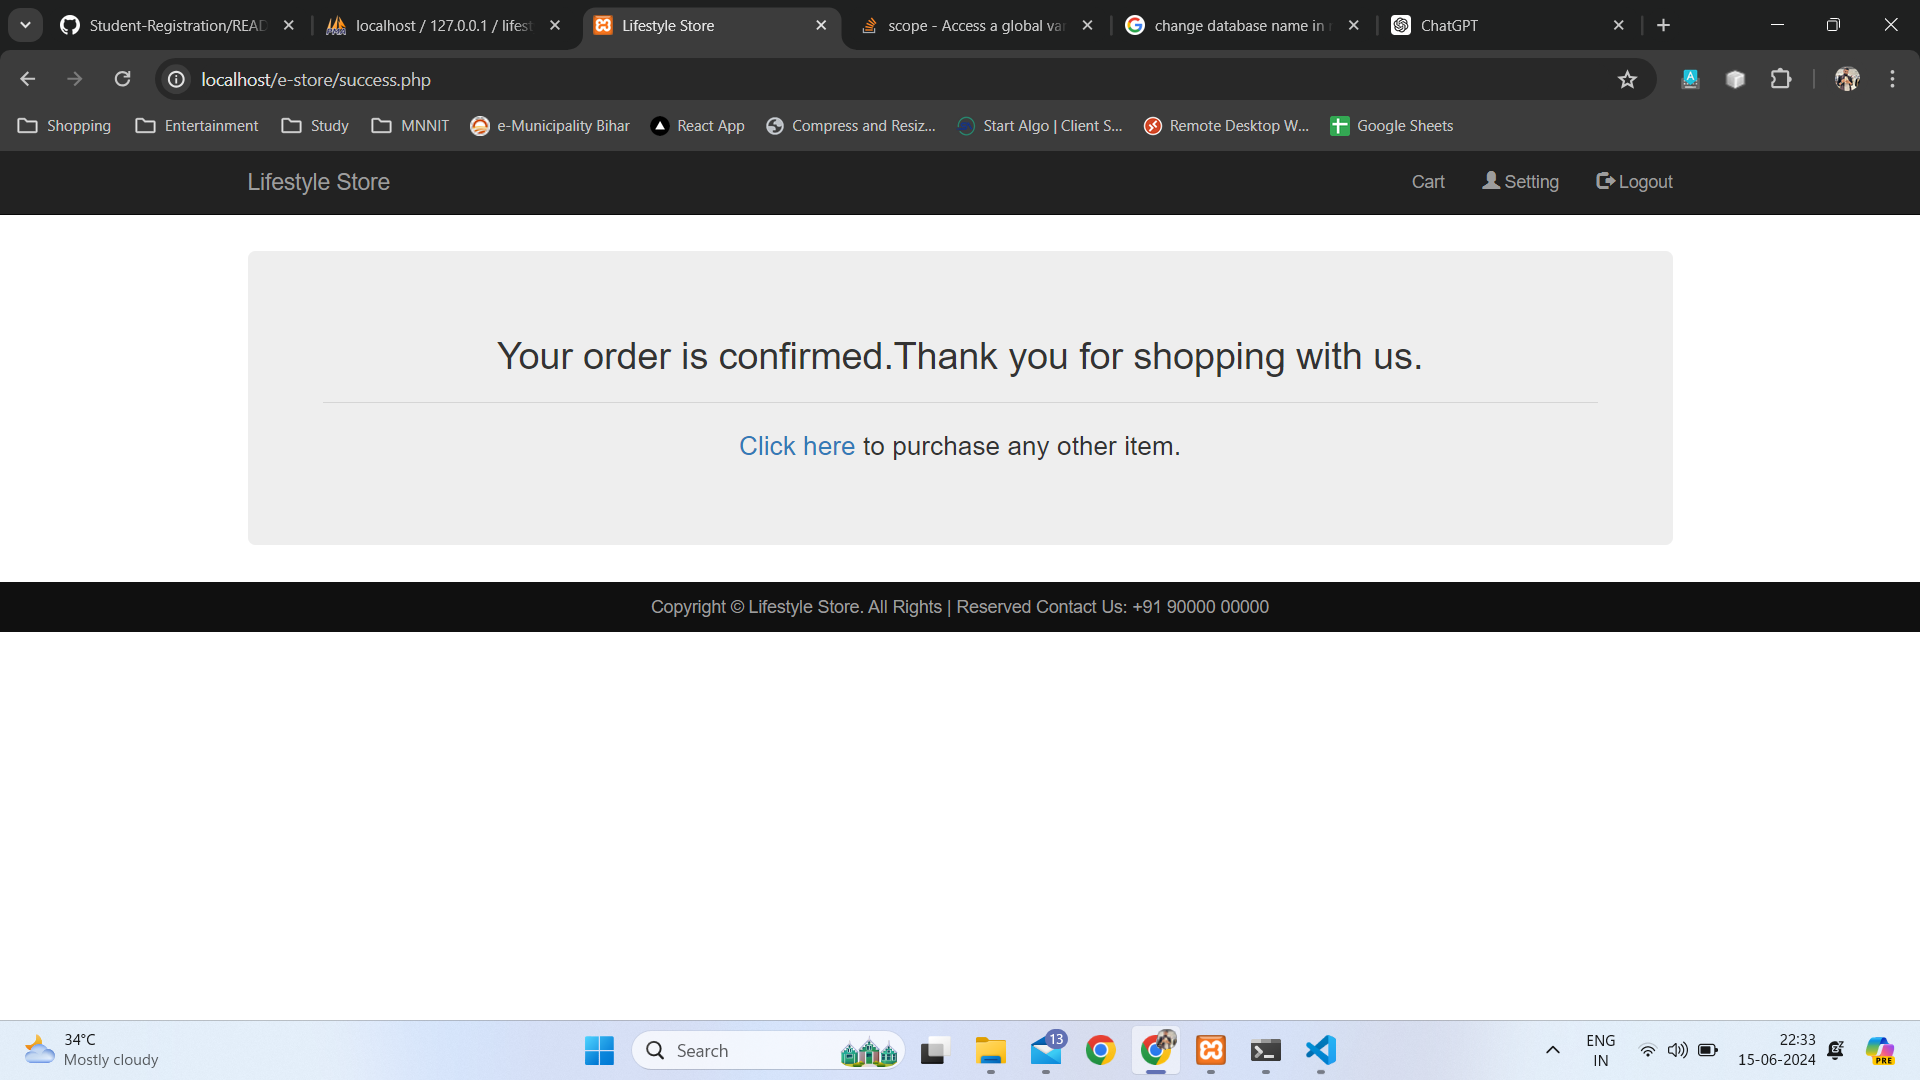 Student-Registration/READ
localhost / 127.0.0.1 / lifest
Lifestyle Store
scope - Access a global var
change database name in
ChatGPT
localhost/e-store/success.php
Shopping
Entertainment
Study
MNNIT
e-Municipality Bihar
React App
Compress and Resiz...
Start Algo | Client S...
Remote Desktop W...
Google Sheets
Lifestyle Store
Cart
Setting
Logout
Your order is confirmed.Thank you for shopping with us.
Click here to purchase any other item.
Copyright © Lifestyle Store. All Rights | Reserved Contact Us: +91 90000 00000
34°C
Mostly cloudy
Search
13
ENG
IN
22:33
15-06-2024
PRE